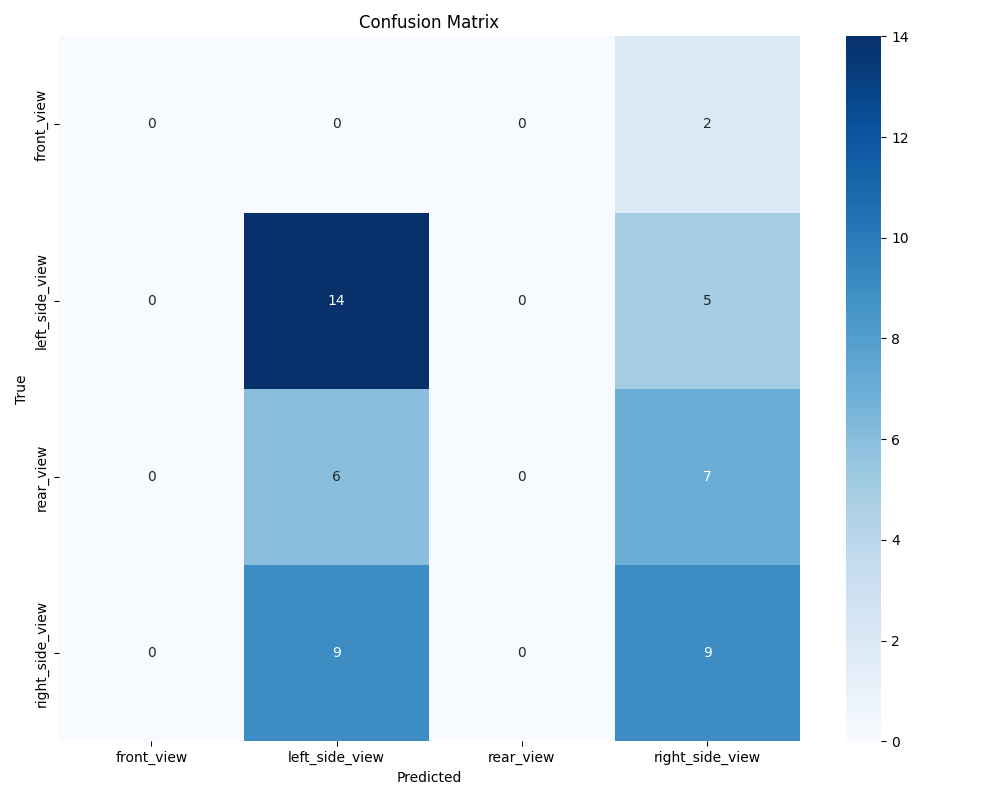 Confusion Matrix
front_view
0
0
0
2
left_side_view
0
14
0
5
rear_view
0
6
0
7
right_side_view
0
9
0
9
True
front_view
left_side_view
rear_view
right_side_view
Predicted
14
12
10
8
6
4
2
0